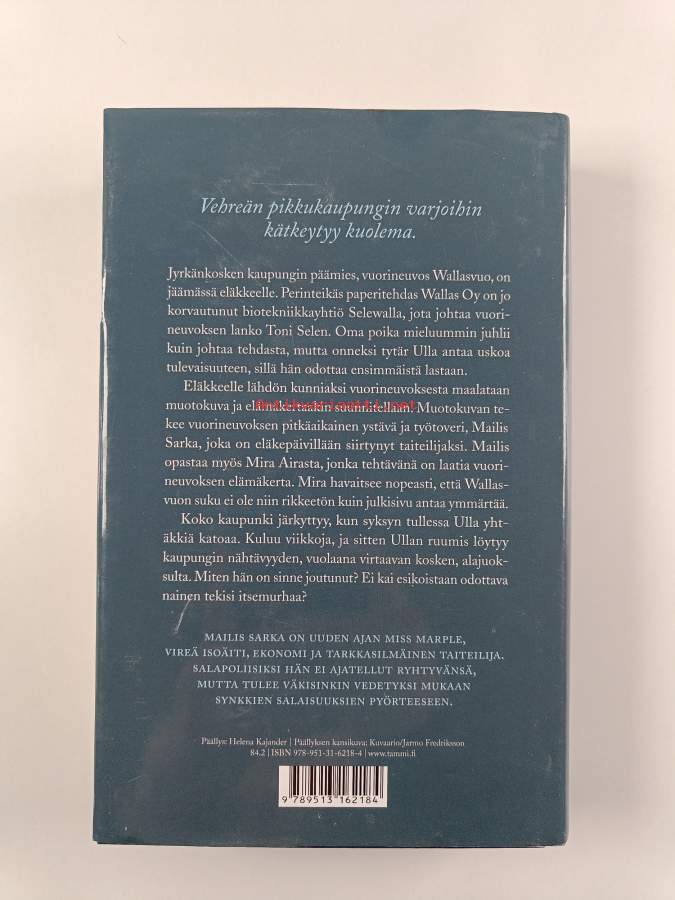 Vehreän pikkukaupungin varjoihin
kätkeytyy kuolema.
Jyrkänkosken kaupungin päämies, vuorineuvos Wallasvuo, on
jäämässä eläkkeelle. Perinteikäs paperitehdas Wallas Oy on jo
korvautunut biotekniikkayhtiö Selewalla, jota johtaa vuori-
neuvoksen lanko Toni Selen. Oma poika mieluummin juhlii
kuin johtaa tehdasta, mutta onneksi tytär Ulla antaa uskoa
tulevaisuuteen, sillä hän odottaa ensimmäistä lastaan.
Eläkkeelle lähdön kunniaksi vuorineuvoksesta maalataan
muotokuva ja elämäkertaakin suunnitellaan. Muotokuvan te-
antikvariaatti.net
kee vuorineuvoksen pitkäaikainen ystävä ja työtoveri, Mailis
Sarka, joka on eläkepäivillään siirtynyt taiteilijaksi. Mailis
opastaa myös Mira Airasta, jonka tehtävänä on laatia vuori-
neuvoksen elämäkerta. Mira havaitsee nopeasti, että Wallas-
vuon suku ei ole niin rikkeetön kuin julkisivu antaa ymmärtää.
Koko kaupunki järkyttyy, kun syksyn tullessa Ulla yht-
äkkiä katoaa. Kuluu viikkoja, ja sitten Ullan ruumis löytyy
kaupungin nähtävyyden, vuolaana virtaavan kosken, alajuok-
sulta. Miten hän on sinne joutunut? Ei kai esikoistaan odottava
nainen tekisi itsemurhaa?
MAILIS SARKA ON UUDEN AJAN MISS MARPLE,
VIREÄ ISOÄITI, EKONOMI JA TARKKASILMÄINEN TAITEILIJA.
SALAPOLIISIKSI HÄN EI AJATELLUT RYHTYVÄNSÄ,
MUTTA TULEE VÄKISINKIN VEDETYKSI MUKAAN
SYNKKIEN SALAISUUKSIEN PYÖRTEESEEN.
Päällys: Helena Kajander | Päällyksen kansikuva: Kuvaario/Jarmo Fredriksson
84.2 | ISBN 978-951-31-6218-4 | www.tammi.fi
9 789513 162184